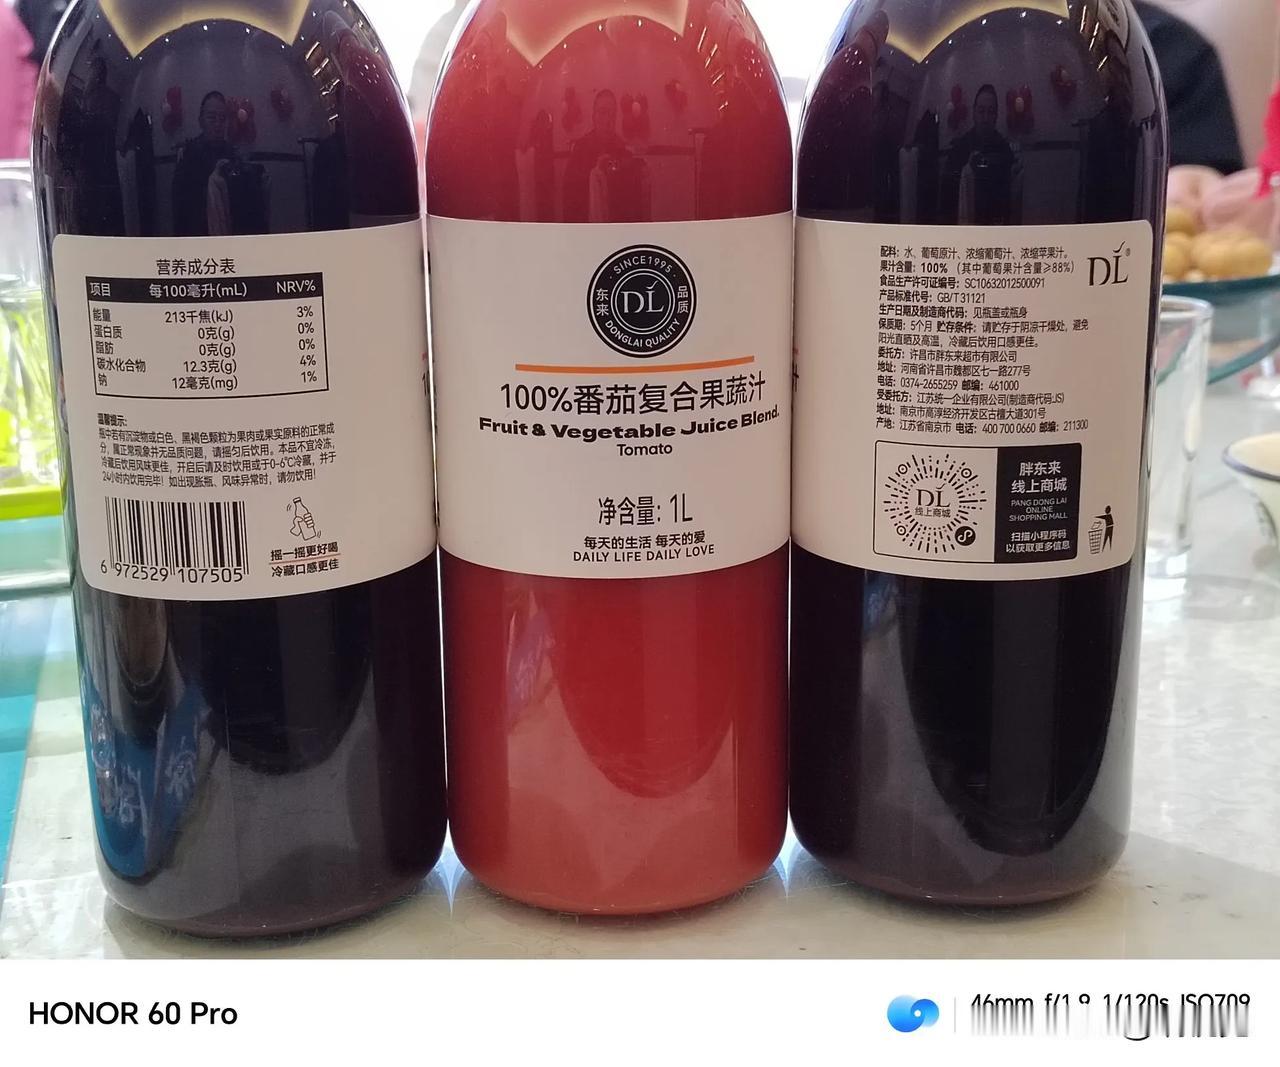 营养成分表
项目 每100毫升(mL) NRV%
能量 213千焦(kJ) 3%
蛋白质 0克(g) 0%
脂肪 0克(g) 0%
碳水化合物 12.3克(g) 4%
钠 12毫克(mg) 1%
温馨提示:
瓶中若有沉淀物或白色、黑褐色颗粒为果肉或果实原料的正常成
分,属正常现象并无品质问题,请摇匀后饮用。本品不宜冷冻,
冷藏后饮用风味更佳,开启后请及时饮用或于0-6℃冷藏,并于
24小时内饮用完毕!如出现胀瓶、风味异常时,请勿饮用!
6 972529 107505
摇一摇更好喝
冷藏口感更佳
·SINCE1995·
东来 DL 品质
DONGLAI QUALITY
100%番茄复合果蔬汁
Fruit & Vegetable Juice Blend.
Tomato
净含量: 1L
每天的生活 每天的爱
DAILY LIFE DAILY LOVE
DL®
配料: 水、葡萄原汁、浓缩葡萄汁、浓缩苹果汁。
果汁含量: 100% (其中葡萄果汁含量≥88%)
食品生产许可证编号: SC10632012500091
产品标准代号: GB/T 31121
生产日期及制造商代码: 见瓶盖或瓶身
保质期: 5个月 贮存条件: 请贮存于阴凉干燥处, 避免
阳光直晒及高温, 冷藏后饮用口感更佳。
委托方: 许昌市胖东来超市有限公司
地址: 河南省许昌市魏都区七一路277号
电话: 0374-2655259 邮编: 461000
受委托方: 江苏统一企业有限公司(制造商代码:JS)
地址: 南京市高淳经济开发区古檀大道301号
产地: 江苏省南京市 电话: 400 700 0660 邮编: 211300
DL
线上商城
胖东来
线上商城
PANG DONG LAI
ONLINE
SHOPPING MALL
扫描小程序码
以获取更多信息
HONOR 60 Pro
46mm f/1.9 1/120s ISO709